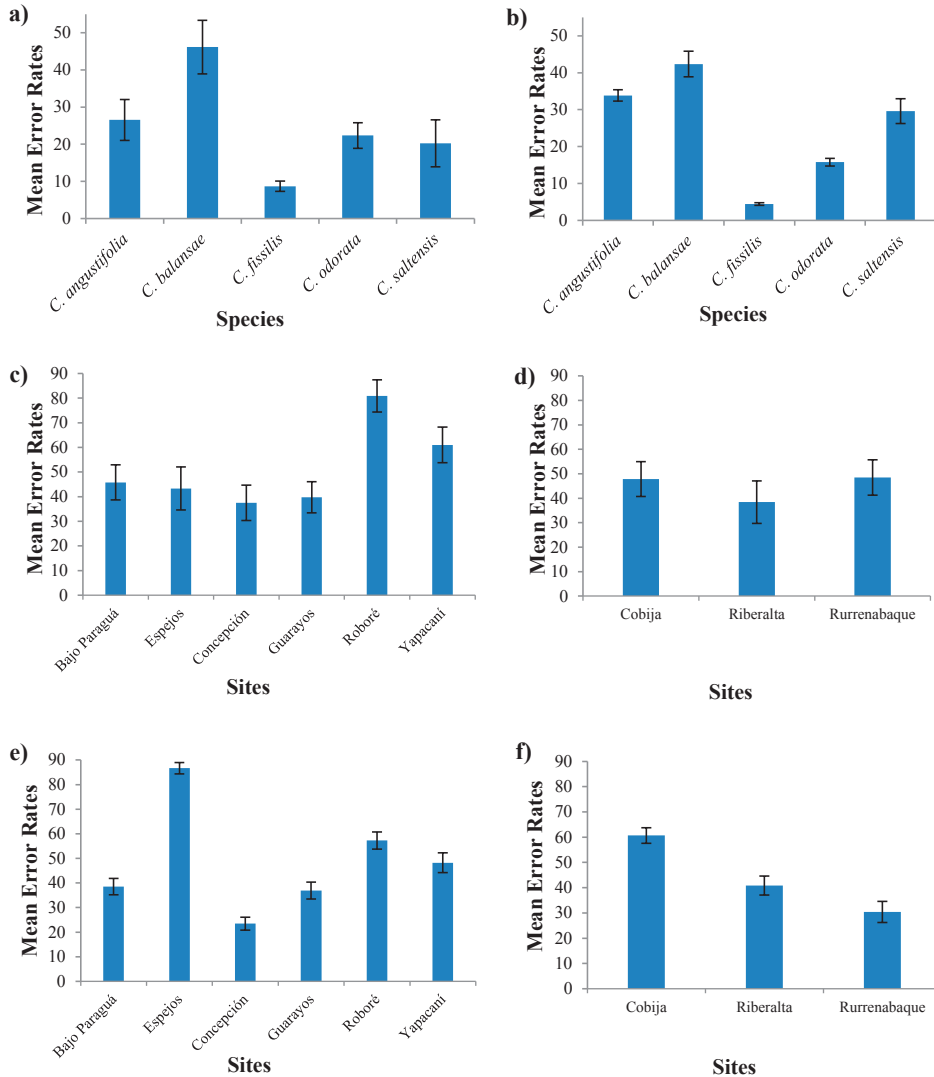 a)
50
40
30
20
10
0
Mean Error Rates
C. angustifolia
C. balansae
C. fissilis
C. odorata
C. saltensis
Species
b)
50
40
30
20
10
0
Mean Error Rates
C. angustifolia
C. balansae
C. fissilis
C. odorata
C. saltensis
Species
c)
90
80
70
60
50
40
30
20
10
0
Mean Error Rates
Bajo Paraguá
Espejos
Concepción
Guarayos
Roboré
Yapacaní
Sites
d)
90
80
70
60
50
40
30
20
10
0
Mean Error Rates
Cobija
Riberalta
Rurrenabaque
Sites
e)
90
80
70
60
50
40
30
20
10
0
Mean Error Rates
Bajo Paraguá
Espejos
Concepción
Guarayos
Roboré
Yapacaní
Sites
f)
90
80
70
60
50
40
30
20
10
0
Mean Error Rates
Cobija
Riberalta
Rurrenabaque
Sites